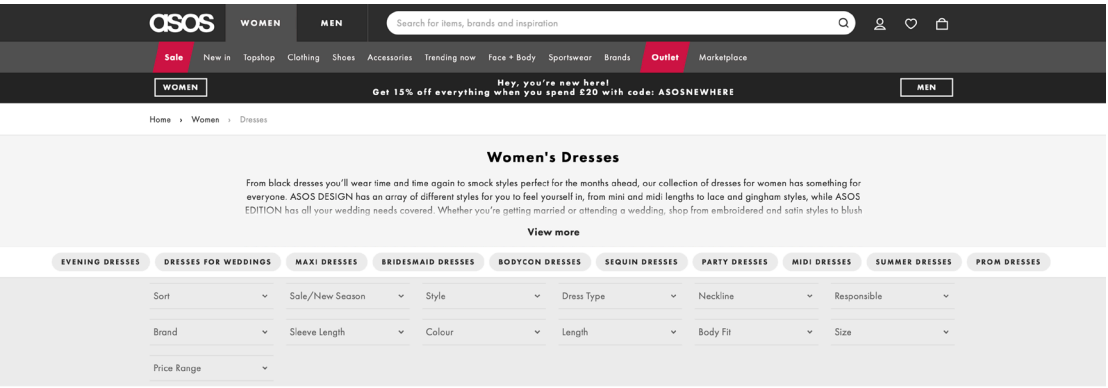 asos
WOMEN
MEN
Search for items, brands and inspiration
Sale New in Topshop Clothing Shoes Accessories Trending now Face + Body Sportswear Brands Outlet Marketplace
WOMEN
Hey, you're new here!
Get 15% off everything when you spend £20 with code: ASOSNEWHERE
MEN
Home › Women › Dresses
Women's Dresses
From black dresses you'll wear time and time again to smock styles perfect for the months ahead, our collection of dresses for women has something for
everyone. ASOS DESIGN has an array of different styles for you to feel yourself in, from mini and midi lengths to lace and gingham styles, while ASOS
EDITION has all your wedding needs covered. Whether you're getting married or attending a wedding, shop from embroidered and satin styles to blush
View more
EVENING DRESSES DRESSES FOR WEDDINGS MAXI DRESSES BRIDESMAID DRESSES BODYCON DRESSES SEQUIN DRESSES PARTY DRESSES MIDI DRESSES SUMMER DRESSES PROM DRESSES
Sort Sale/New Season Style Dress Type Neckline Responsible
Brand Sleeve Length Colour Length Body Fit Size
Price Range